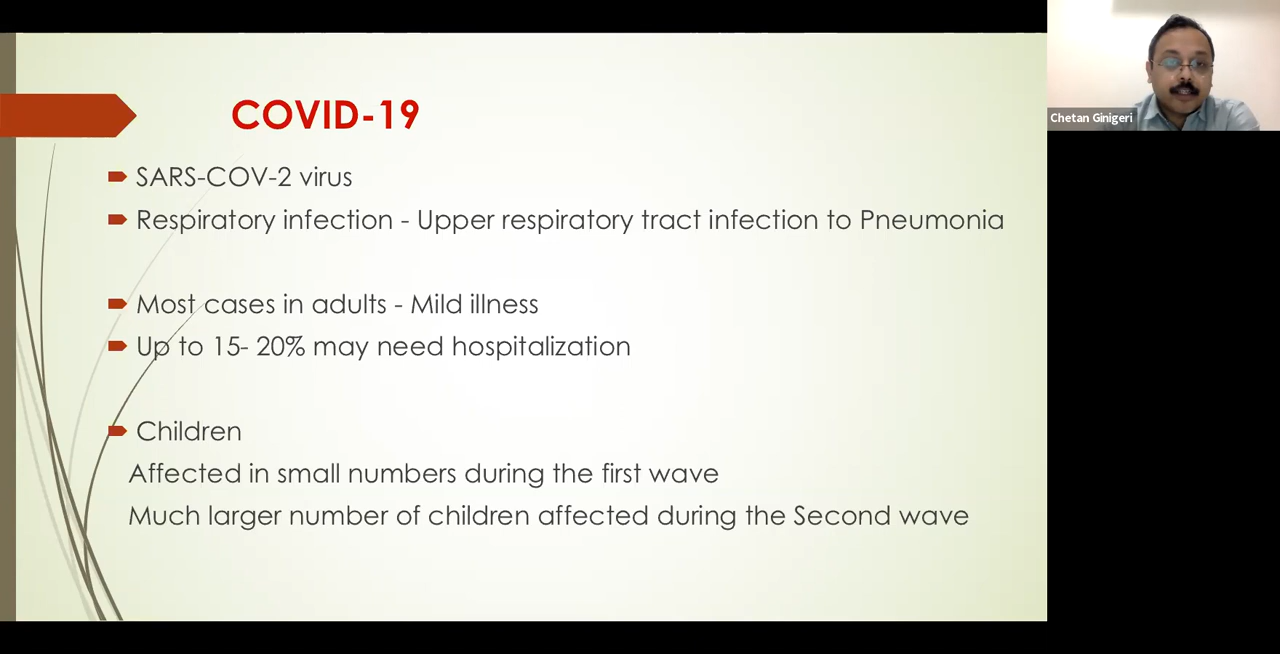 COVID-19
SARS-COV-2 virus
Respiratory infection - Upper respiratory tract infection to Pneumonia
Most cases in adults - Mild illness
Up to 15- 20% may need hospitalization
Children
Affected in small numbers during the first wave
Much larger number of children affected during the Second wave
Chetan Ginigeri